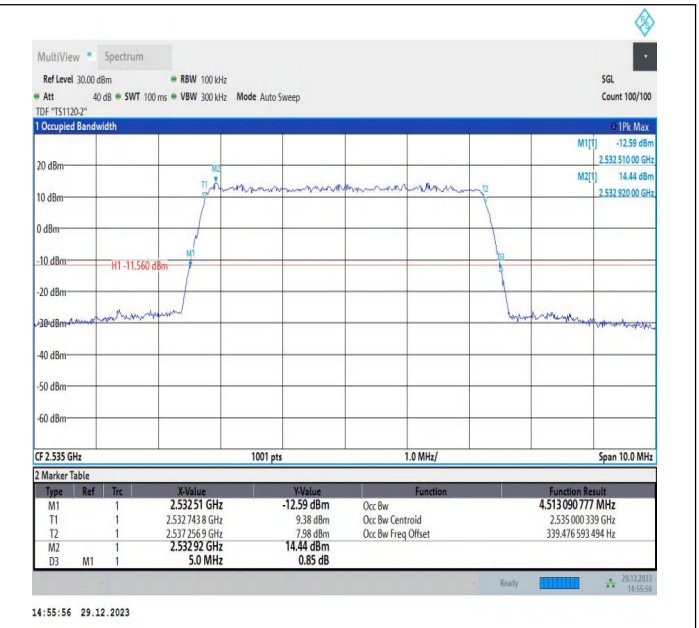 R S
MultiView Spectrum
Ref Level 30.00 dBm RBW 100 kHz SGL
Att 40 dB SWT 100 ms VBW 300 kHz Mode Auto Sweep Count 100/100
TDF "TS1120-2"
1 Occupied Bandwidth 1Pk Max
M1[1] -12.59 dBm
2.532 510 00 GHz
M2[1] 14.44 dBm
2.532 920 00 GHz
20 dBm
M2
T1 T2
10 dBm
0 dBm
M1 D3
-10 dBm
H1 -11.560 dBm
-20 dBm
-30 dBm
-40 dBm
-50 dBm
-60 dBm
CF 2.535 GHz 1001 pts 1.0 MHz/ Span 10.0 MHz
2 Marker Table
Type Ref Trc X-Value Y-Value Function Function Result
M1 1 2.53251 GHz -12.59 dBm Occ Bw 4.513 090 777 MHz
T1 1 2.532 743 8 GHz 9.38 dBm Occ Bw Centroid 2.535 000 339 GHz
T2 1 2.537 256 9 GHz 7.98 dBm Occ Bw Freq Offset 339.476 593 494 Hz
M2 1 2.53292 GHz 14.44 dBm
D3 M1 1 5.0 MHz 0.85 dB
Ready 29.12.2023
14:55:56
14:55:56 29.12.2023